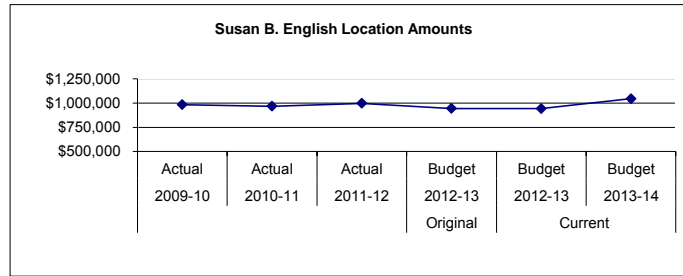 Susan B. English Location Amounts
$1,250,000
$1,000,000
$750,000
$500,000
Actual Actual Actual Budget Budget Budget
2009-10 2010-11 2011-12 2012-13 2012-13 2013-14
Original Current